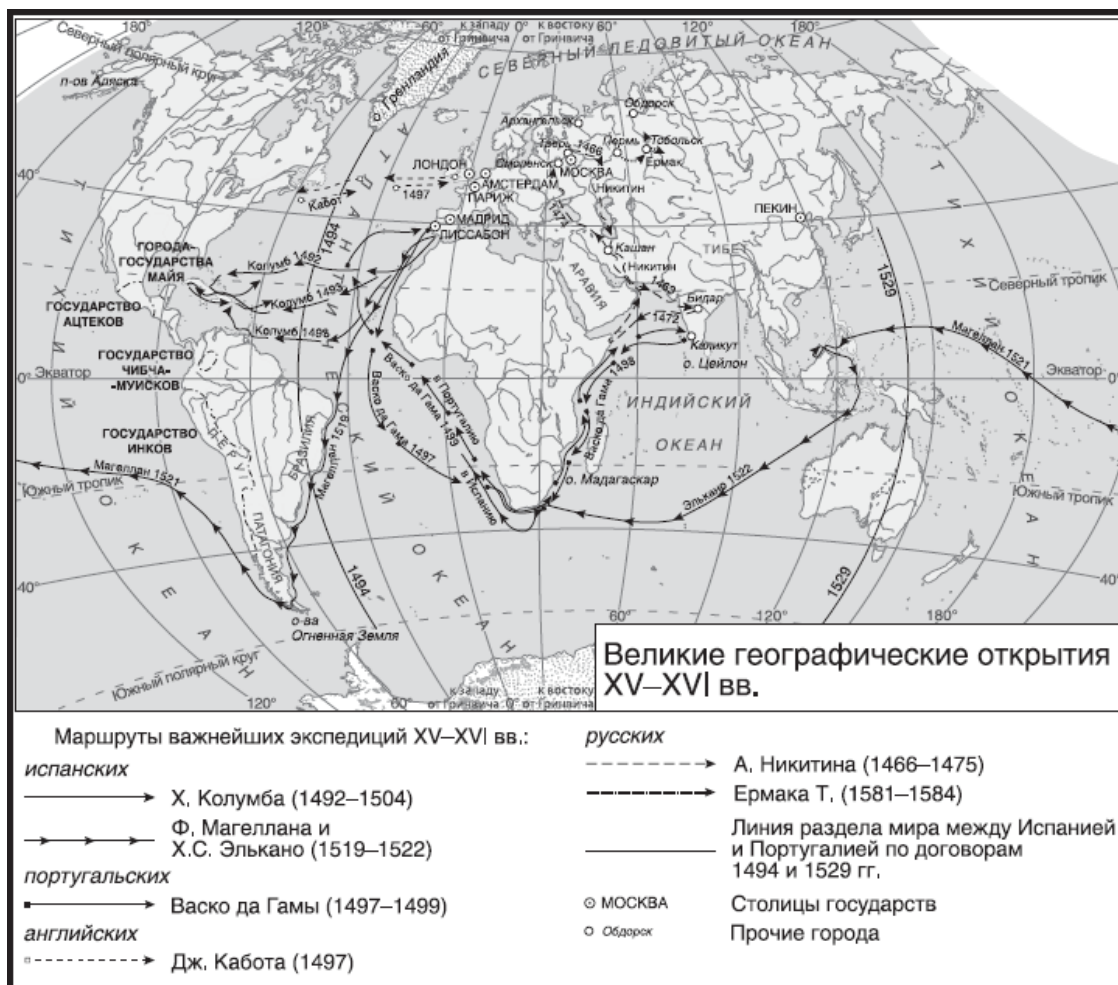 120°
60°
к западу
от Гринвича
0°
к востоку
от Гринвича
60°
120°
180°
Северный полярный круг
СЕВЕРНЫЙ ЛЕДОВИТЫЙ ОКЕАН
п-ов Аляска
Гренландия
Обдорск
Архангельск
Тверь
1466
Пермь
Тобольск
Ермак
ЛОНДОН
Смоленск
МОСКВА
40°
1497
АМСТЕРДАМ
ПАРИЖ
Никитин
Кабот
1474
ПЕКИН
МАДРИД
ЛИССАБОН
1494
Кашан
ТИБЕТ
ГОРОДА-
ГОСУДАРСТВА
МАЙЯ
Колумб 1492
Никитин
АРАВИЯ
1469
1529
Северный тропик
Колумб 1493
Бидар
ГОСУДАРСТВО
АЦТЕКОВ
1472
Колумб 1498
Каликут
о. Цейлон
Магеллан 1521
ГОСУДАРСТВО
ЧИБЧА-
МУИСКОВ
0°
Экватор
Экватор
0°
Васко да Гама 1498
Васко да Гама 1499
в Португалию
ИНДИЙСКИЙ
ОКЕАН
ГОСУДАРСТВО
ИНКОВ
ПЕРУ
БРАЗИЛИЯ
Магеллан 1519
Васко да Гама 1497
в Испанию
о. Мадагаскар
Магеллан 1521
Южный тропик
Элькано 1522
Южный тропик
ПАТАГОНИЯ
АТЛАНТИЧЕСКИЙ ОКЕАН
ТИХИЙ ОКЕАН
ТИХИЙ ОКЕАН
40°
1494
1529
40°
о-ва
Огненная Земля
60°
120°
180°
Южный полярный круг
120°
60°
к западу
от Гринвича
0°
к востоку
от Гринвича
Великие географические открытия
XV–XVI вв.
Маршруты важнейших экспедиций XV–XVI вв.:
испанских
Х. Колумба (1492–1504)
Ф. Магеллана и
Х.С. Элькано (1519–1522)
португальских
Васко да Гамы (1497–1499)
английских
Дж. Кабота (1497)
русских
А. Никитина (1466–1475)
Ермака Т. (1581–1584)
Линия раздела мира между Испанией
и Португалией по договорам
1494 и 1529 гг.
МОСКВА
Столицы государств
Обдорск
Прочие города